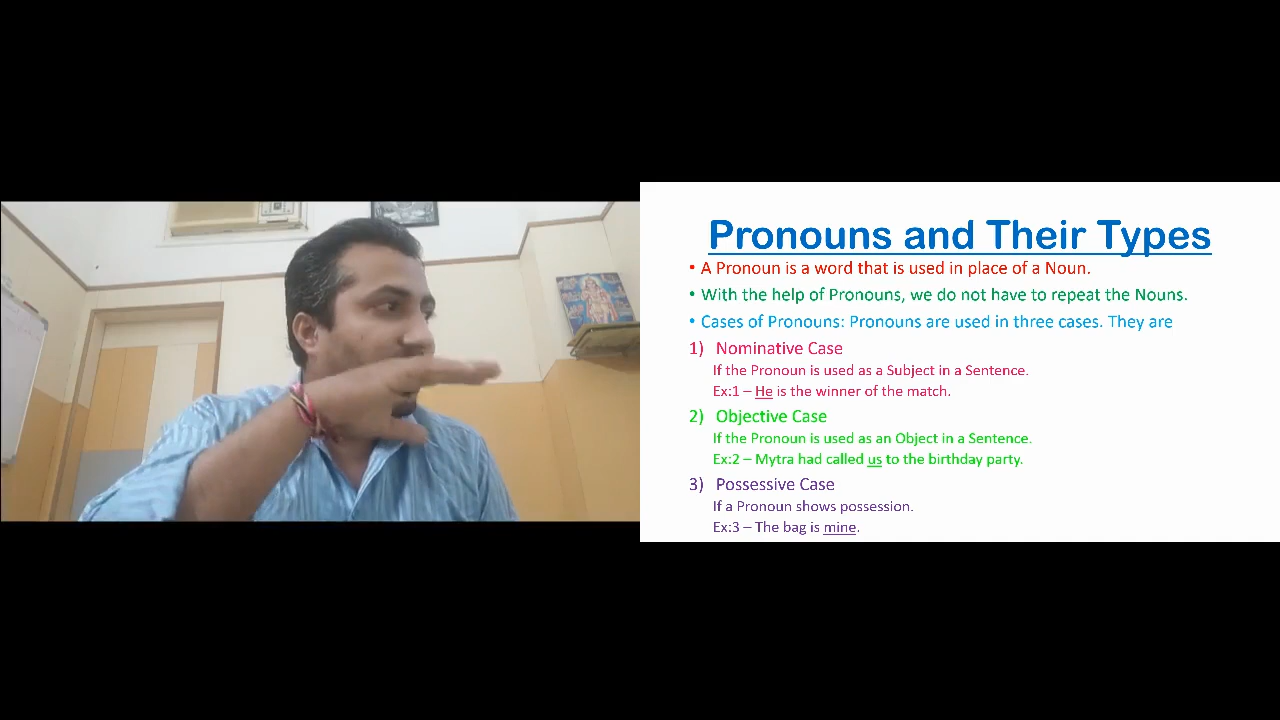 Pronouns and Their Types
• A Pronoun is a word that is used in place of a Noun.
• With the help of Pronouns, we do not have to repeat the Nouns.
• Cases of Pronouns: Pronouns are used in three cases. They are
1) Nominative Case
If the Pronoun is used as a Subject in a Sentence.
Ex:1 – He is the winner of the match.
2) Objective Case
If the Pronoun is used as an Object in a Sentence.
Ex:2 – Mytra had called us to the birthday party.
3) Possessive Case
If a Pronoun shows possession.
Ex:3 – The bag is mine.